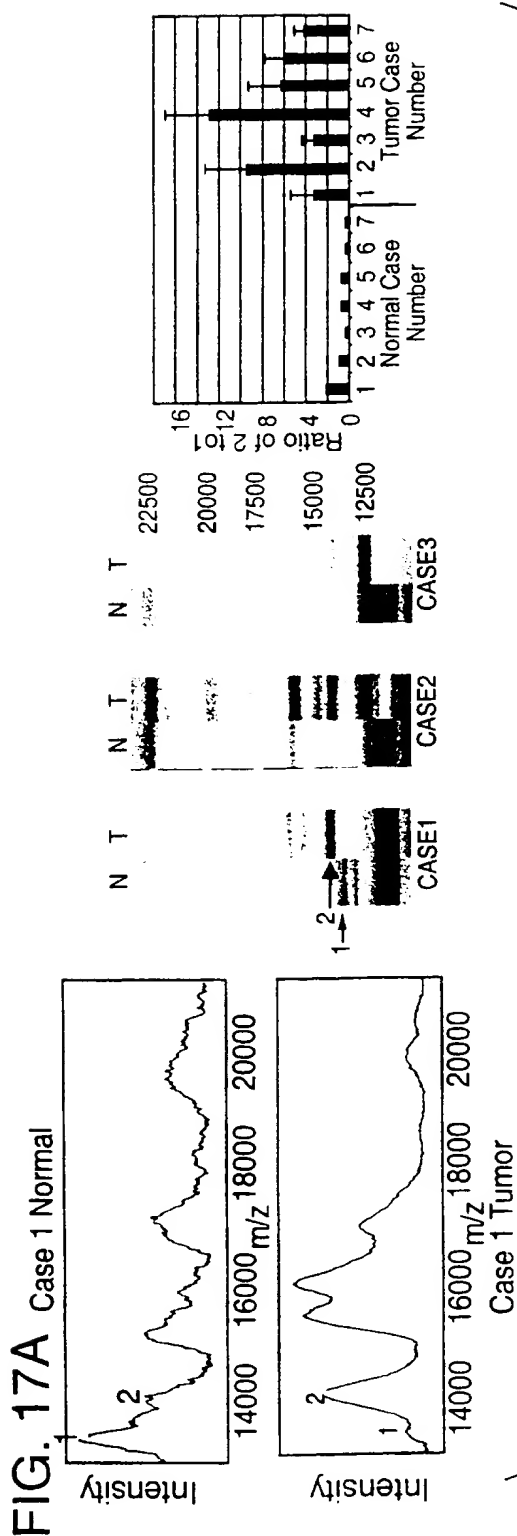 FIG. 17A
Case 1 Normal
Intensity
1
2
14000 16000 18000 20000
m/z
Intensity
1
2
14000 16000 18000 20000
m/z
Case 1 Tumor
N T
2
1
CASE1
N T
CASE2
N T
CASE3
22500
20000
17500
15000
12500
Ratio of 2 to1
16
12
8
4
0
1 2 3 4 5 6 7 1 2 3 4 5 6 7
Normal Case Number
Tumor Case Number